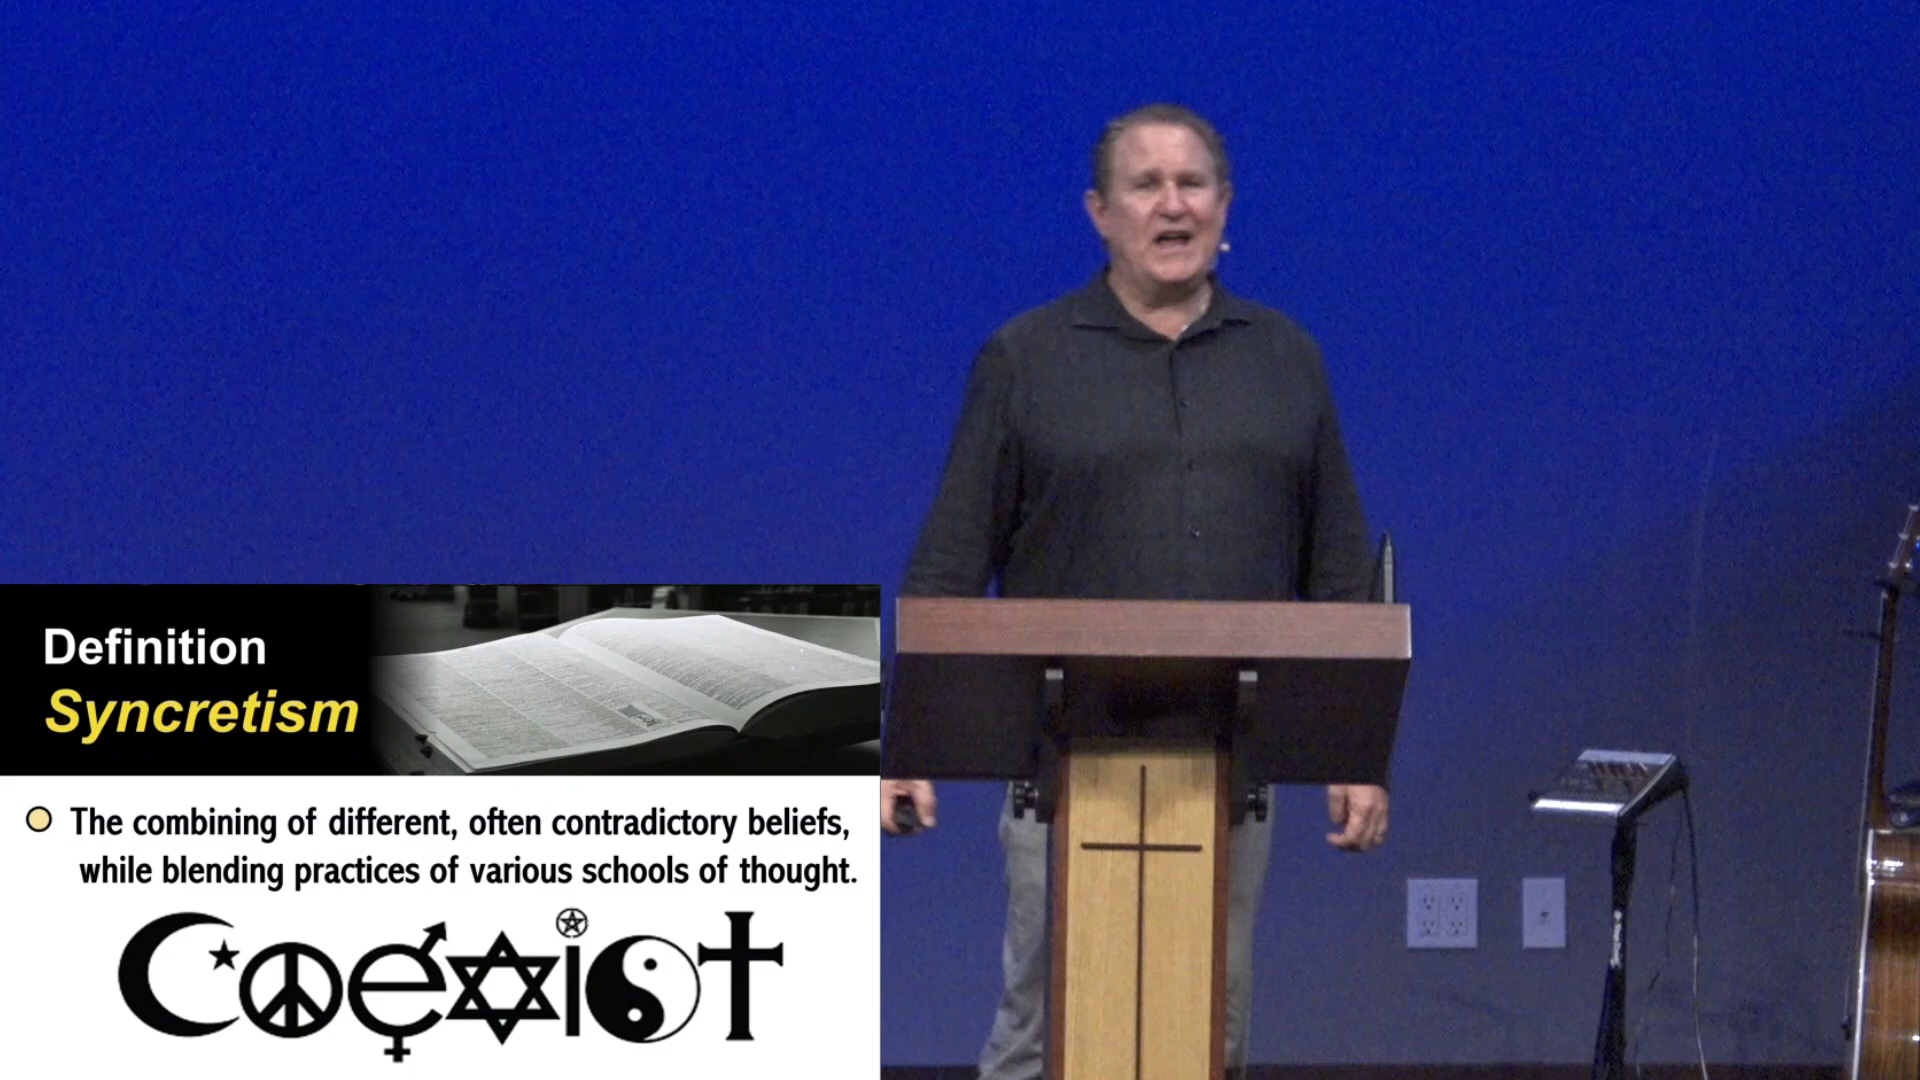 Definition
Syncretism
The combining of different, often contradictory beliefs,
while blending practices of various schools of thought.
Coexist